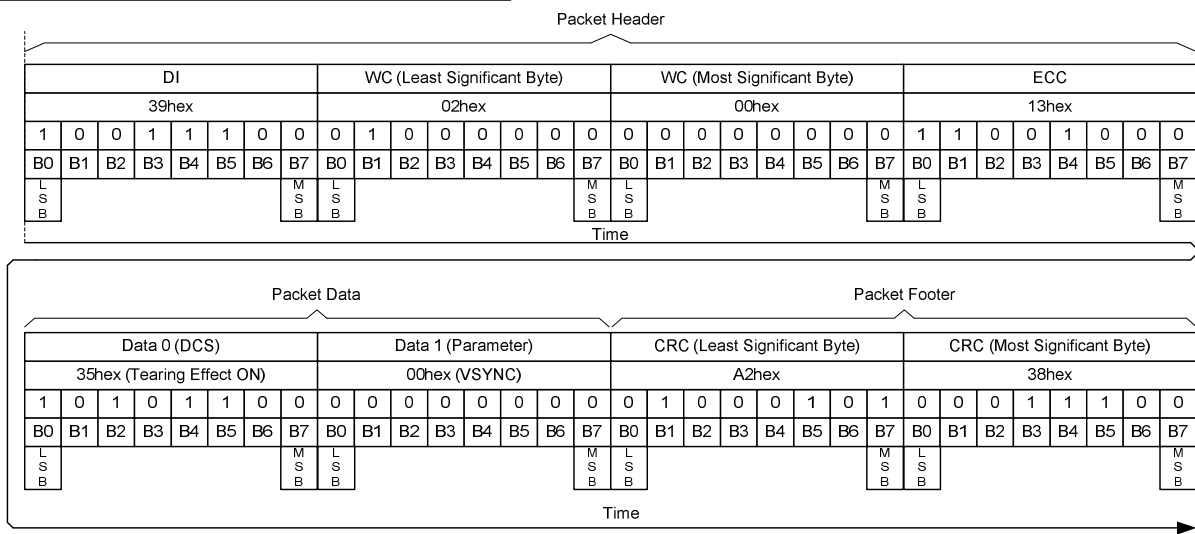 Packet Header
DI WC (Least Significant Byte) WC (Most Significant Byte) ECC
39hex 02hex 00hex 13hex
1 0 0 1 1 1 0 0 0 1 0 0 0 0 0 0 0 0 0 0 0 0 0 0 1 1 0 0 1 0 0 0
B0 B1 B2 B3 B4 B5 B6 B7 B0 B1 B2 B3 B4 B5 B6 B7 B0 B1 B2 B3 B4 B5 B6 B7 B0 B1 B2 B3 B4 B5 B6 B7
LSB MSB LSB MSB LSB MSB LSB MSB
Time
Packet Data Packet Footer
Data 0 (DCS) Data 1 (Parameter) CRC (Least Significant Byte) CRC (Most Significant Byte)
35hex (Tearing Effect ON) 00hex (VSYNC) A2hex 38hex
1 0 1 0 1 1 0 0 0 0 0 0 0 0 0 0 0 1 0 0 0 1 0 1 0 0 0 1 1 1 0 0
B0 B1 B2 B3 B4 B5 B6 B7 B0 B1 B2 B3 B4 B5 B6 B7 B0 B1 B2 B3 B4 B5 B6 B7 B0 B1 B2 B3 B4 B5 B6 B7
LSB MSB LSB MSB LSB MSB LSB MSB
Time